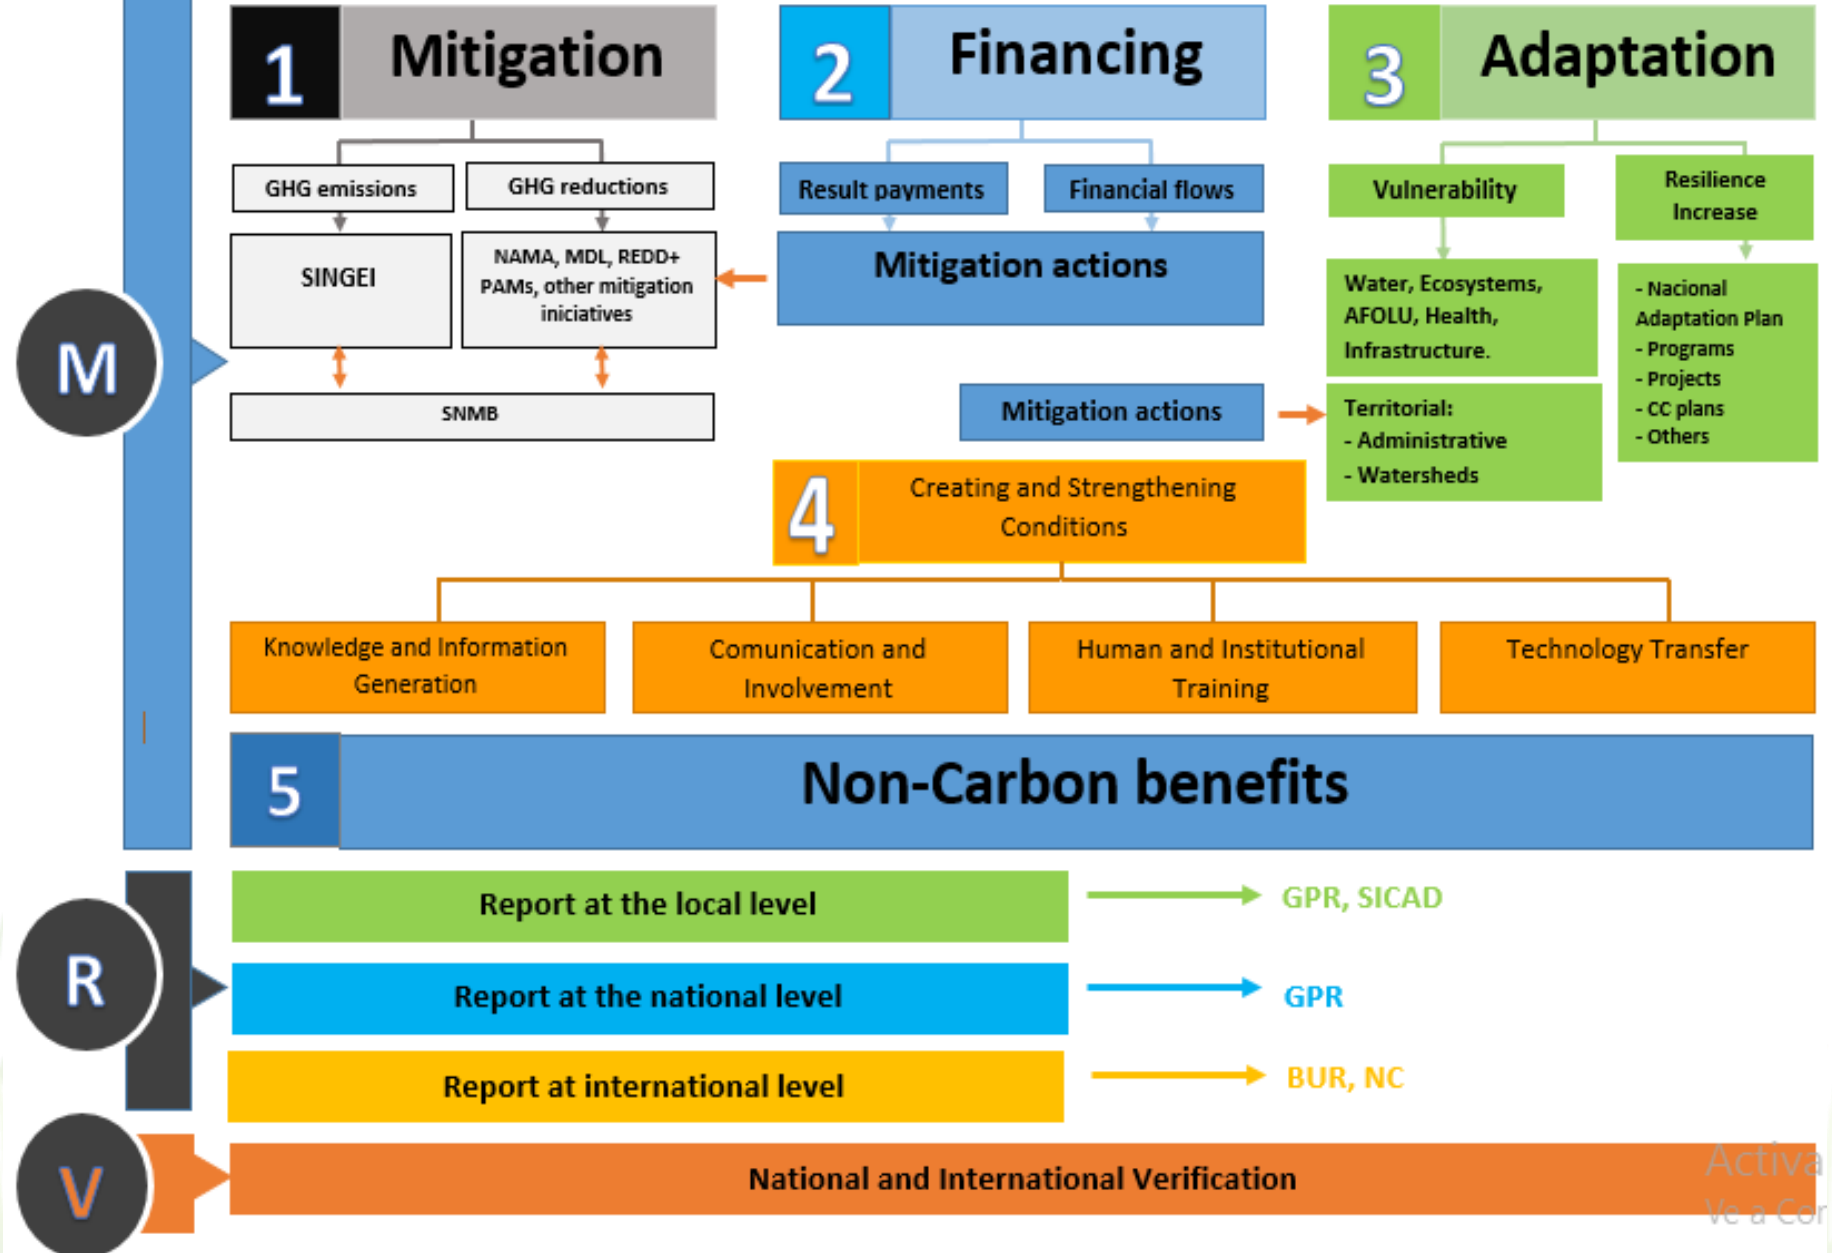 1
Mitigation
2
Financing
3
Adaptation
GHG emissions
GHG reductions
Result payments
Financial flows
Vulnerability
Resilience
Increase
SINGEI
NAMA, MDL, REDD+
PAMs, other mitigation
iniciatives
Mitigation actions
Water, Ecosystems,
AFOLU, Health,
Infrastructure.
- Nacional
Adaptation Plan
- Programs
- Projects
- CC plans
- Others
M
SNMB
Mitigation actions
Territorial:
- Administrative
- Watersheds
4
Creating and Strengthening
Conditions
Knowledge and Information
Generation
Comunication and
Involvement
Human and Institutional
Training
Technology Transfer
5
Non-Carbon benefits
R
Report at the local level
GPR, SICAD
Report at the national level
GPR
Report at international level
BUR, NC
V
National and International Verification
Activa
Ve a Cor